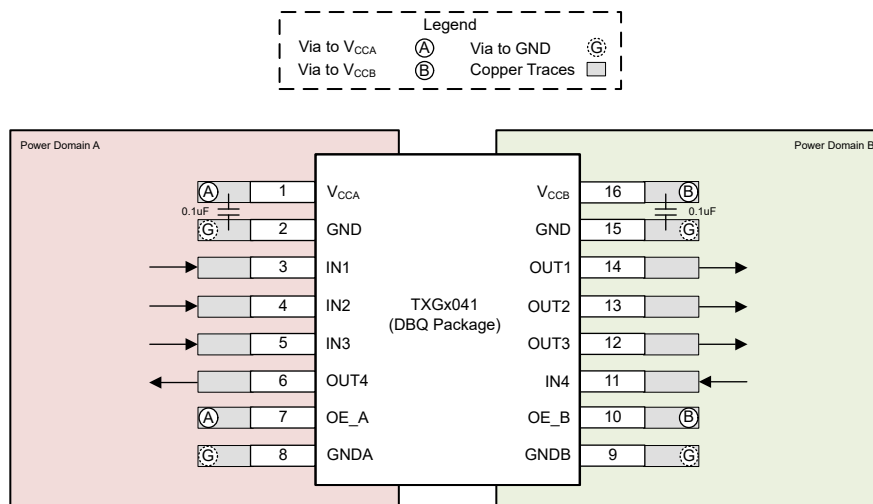 Legend
Via to VCCA A Via to GND G
Via to VCCB B Copper Traces
Power Domain A
Power Domain B
A 1 VCCA VCCB 16 B
0.1uF 0.1uF
G 2 GND GND 15 G
3 IN1 OUT1 14
4 IN2 OUT2 13
TXGx041
(DBQ Package)
5 IN3 OUT3 12
6 OUT4 IN4 11
A 7 OE_A OE_B 10 B
G 8 GNDA GNDB 9 G